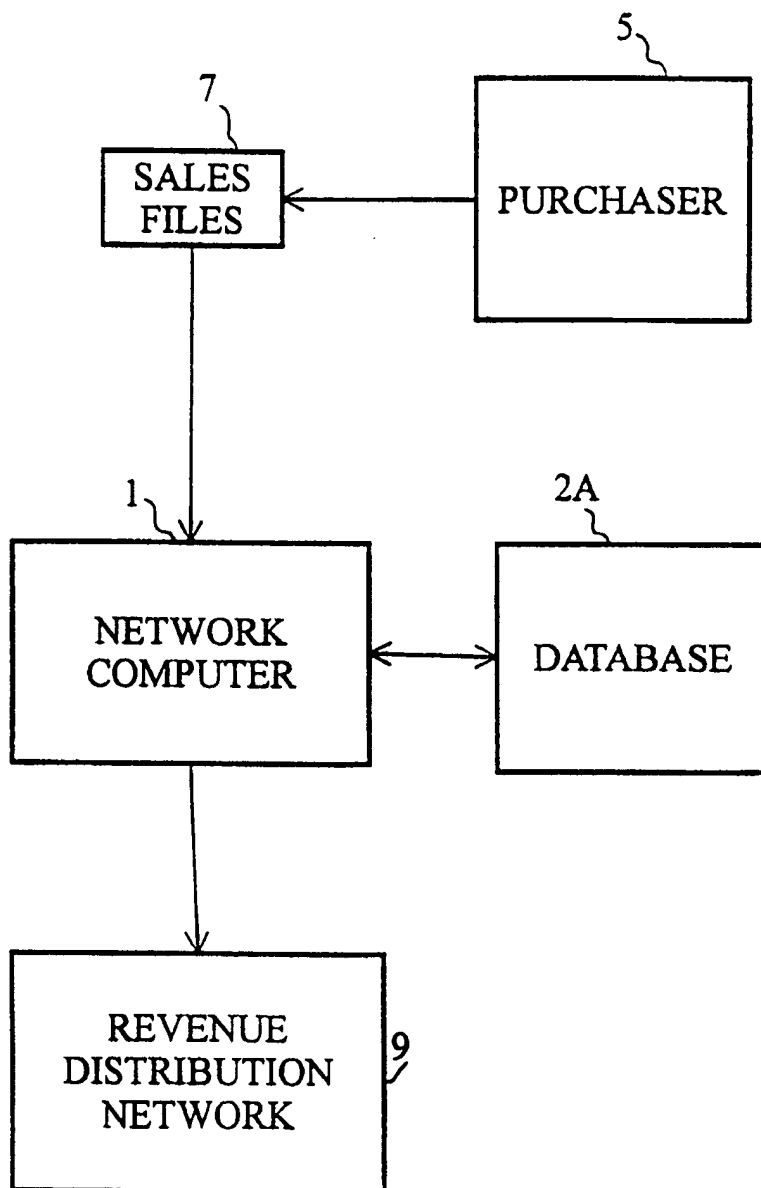 5
7
SALES
FILES
PURCHASER
1
2A
NETWORK
COMPUTER
DATABASE
REVENUE
DISTRIBUTION
NETWORK
9